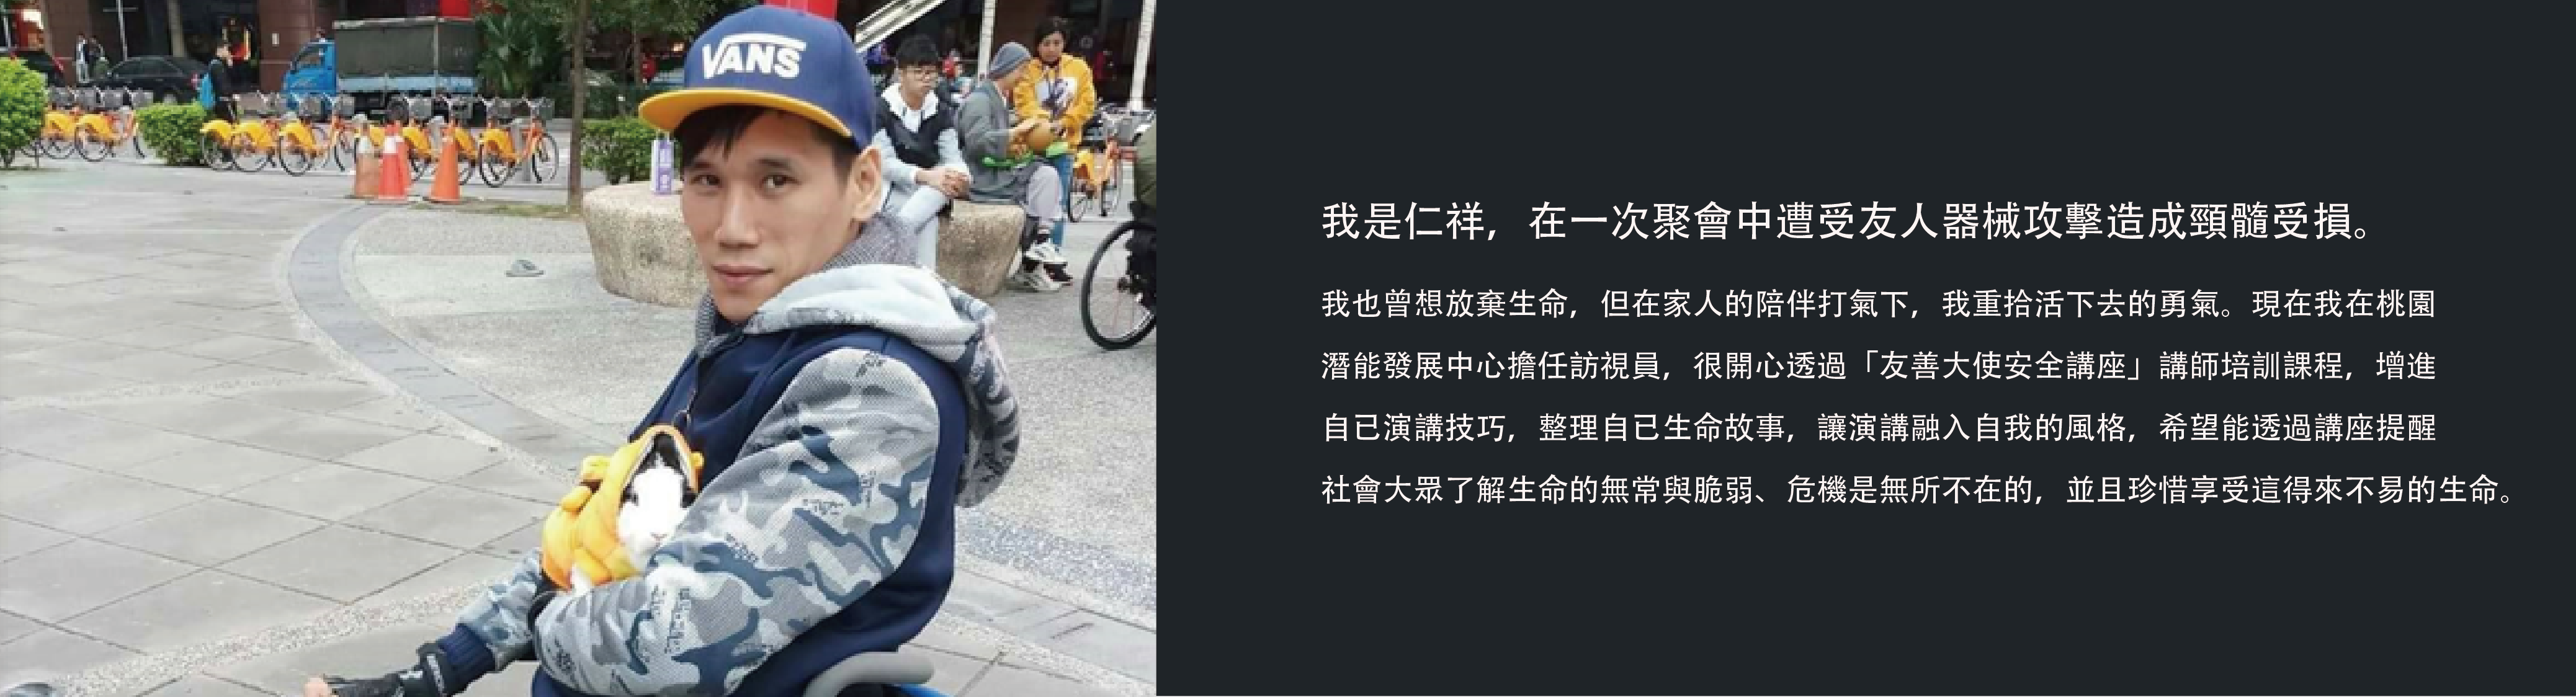 VANS
我是仁祥，在一次聚會中遭受友人器械攻擊造成頸髓受損。
我也曾想放棄生命，但在家人的陪伴打氣下，我重拾活下去的勇氣。現在我在桃園
潛能發展中心擔任訪視員，很開心透過「友善大使安全講座」講師培訓課程，增進
自已演講技巧，整理自已生命故事，讓演講融入自我的風格，希望能透過講座提醒
社會大眾了解生命的無常與脆弱、危機是無所不在的，並且珍惜享受這得來不易的生命。